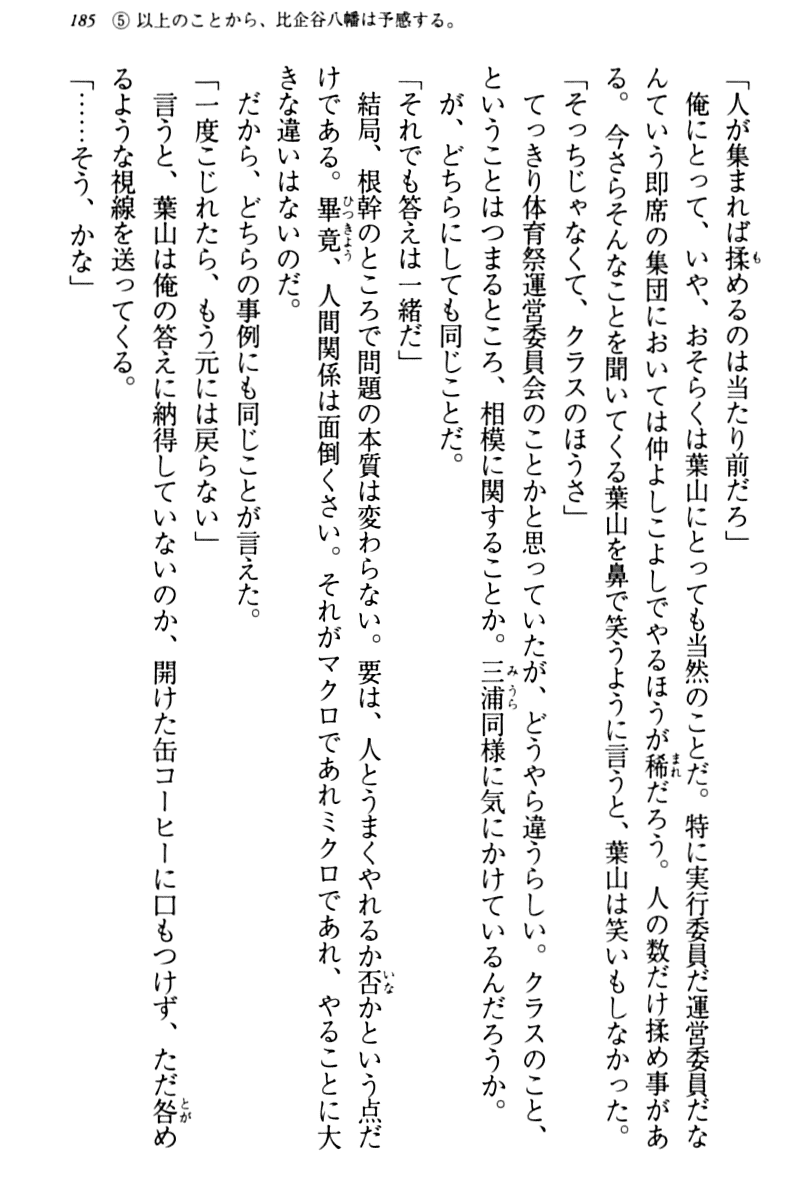 185 ⑤ 以上のことから、比企谷八幡は予感する。
「人が集まれば揉めるのは当たり前だろ」
　俺にとって、いや、おそらくは葉山にとっても当然のことだ。特に実行委員だ運営委員だな
んていう即席の集団においては仲よしこよしでやるほうが稀だろう。人の数だけ揉め事があ
る。今さらそんなことを聞いてくる葉山を鼻で笑うように言うと、葉山は笑いもしなかった。
「そっちじゃなくて、クラスのほうさ」
　てっきり体育祭運営委員会のことかと思っていたが、どうやら違うらしい。クラスのこと、
ということはつまるところ、相模に関することか。三浦同様に気にかけているんだろうか。
　が、どちらにしても同じことだ。
「それでも答えは一緒だ」
　結局、根幹のところで問題の本質は変わらない。要は、人とうまくやれるか否かという点だ
けである。畢竟、人間関係は面倒くさい。それがマクロであれミクロであれ、やることに大
きな違いはないのだ。
　だから、どちらの事例にも同じことが言えた。
「一度こじれたら、もう元には戻らない」
　言うと、葉山は俺の答えに納得していないのか、開けた缶コーヒーに口もつけず、ただ咎め
るような視線を送ってくる。
「……そう、かな」